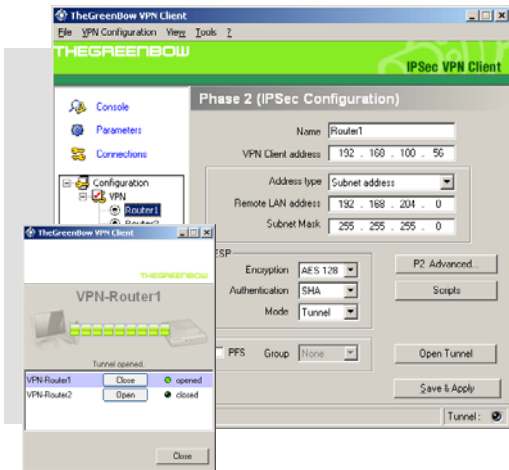 TheGreenBow VPN Client
File VPN Configuration View Tools ?
THEGREENBOW
IPSec VPN Client
Console
Parameters
Connections
Configuration
VPN
Router1
Phase 2 (IPSec Configuration)
Name Router1
VPN Client address 192 . 168 . 100 . 56
Address type Subnet address
Remote LAN address 192 . 168 . 204 . 0
Subnet Mask 255 . 255 . 255 . 0
ESP
Encryption AES 128
Authentication SHA
Mode Tunnel
P2 Advanced...
Scripts
PFS Group None
Open Tunnel
Save & Apply
Tunnel :
TheGreenBow VPN Client
THEGREENBOW
VPN-Router1
Tunnel opened.
VPN-Router1 Close opened
VPN-Router2 Open closed
Close